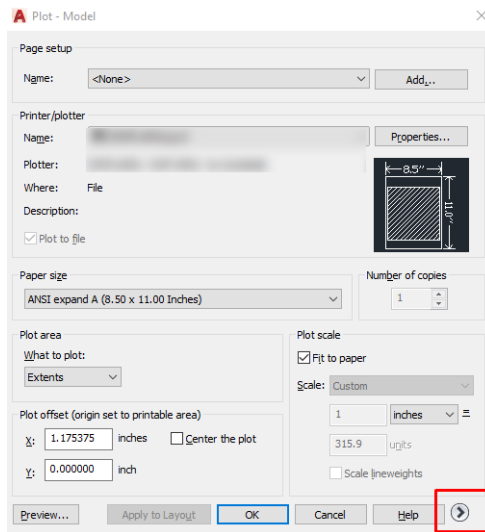 Plot - Model
Page setup
Name: <None> Add...
Printer/plotter
Name: Properties...
Plotter:
Where: File
Description:
Plot to file
8.5''
11.0''
Paper size
ANSI expand A (8.50 x 11.00 Inches)
Number of copies
1
Plot area
What to plot:
Extents
Plot scale
Fit to paper
Scale: Custom
1 inches =
315.9 units
Scale lineweights
Plot offset (origin set to printable area)
X: 1.175375 inches Center the plot
Y: 0.000000 inch
Preview... Apply to Layout OK Cancel Help